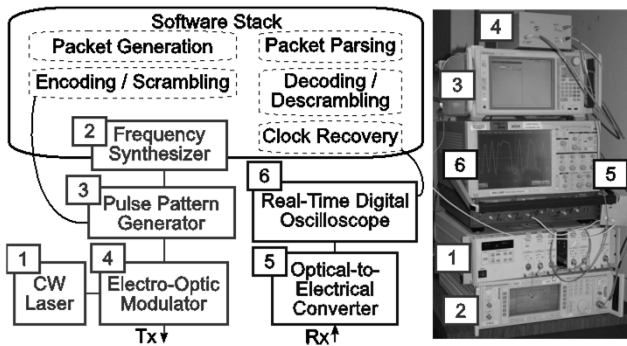 Software Stack
Packet Generation
Encoding / Scrambling
Packet Parsing
Decoding /
Descrambling
Clock Recovery
2
Frequency
Synthesizer
3
Pulse Pattern
Generator
1
CW
Laser
4
Electro-Optic
Modulator
Tx
6
Real-Time Digital
Oscilloscope
5
Optical-to-
Electrical
Converter
Rx
4
3
6
5
1
2